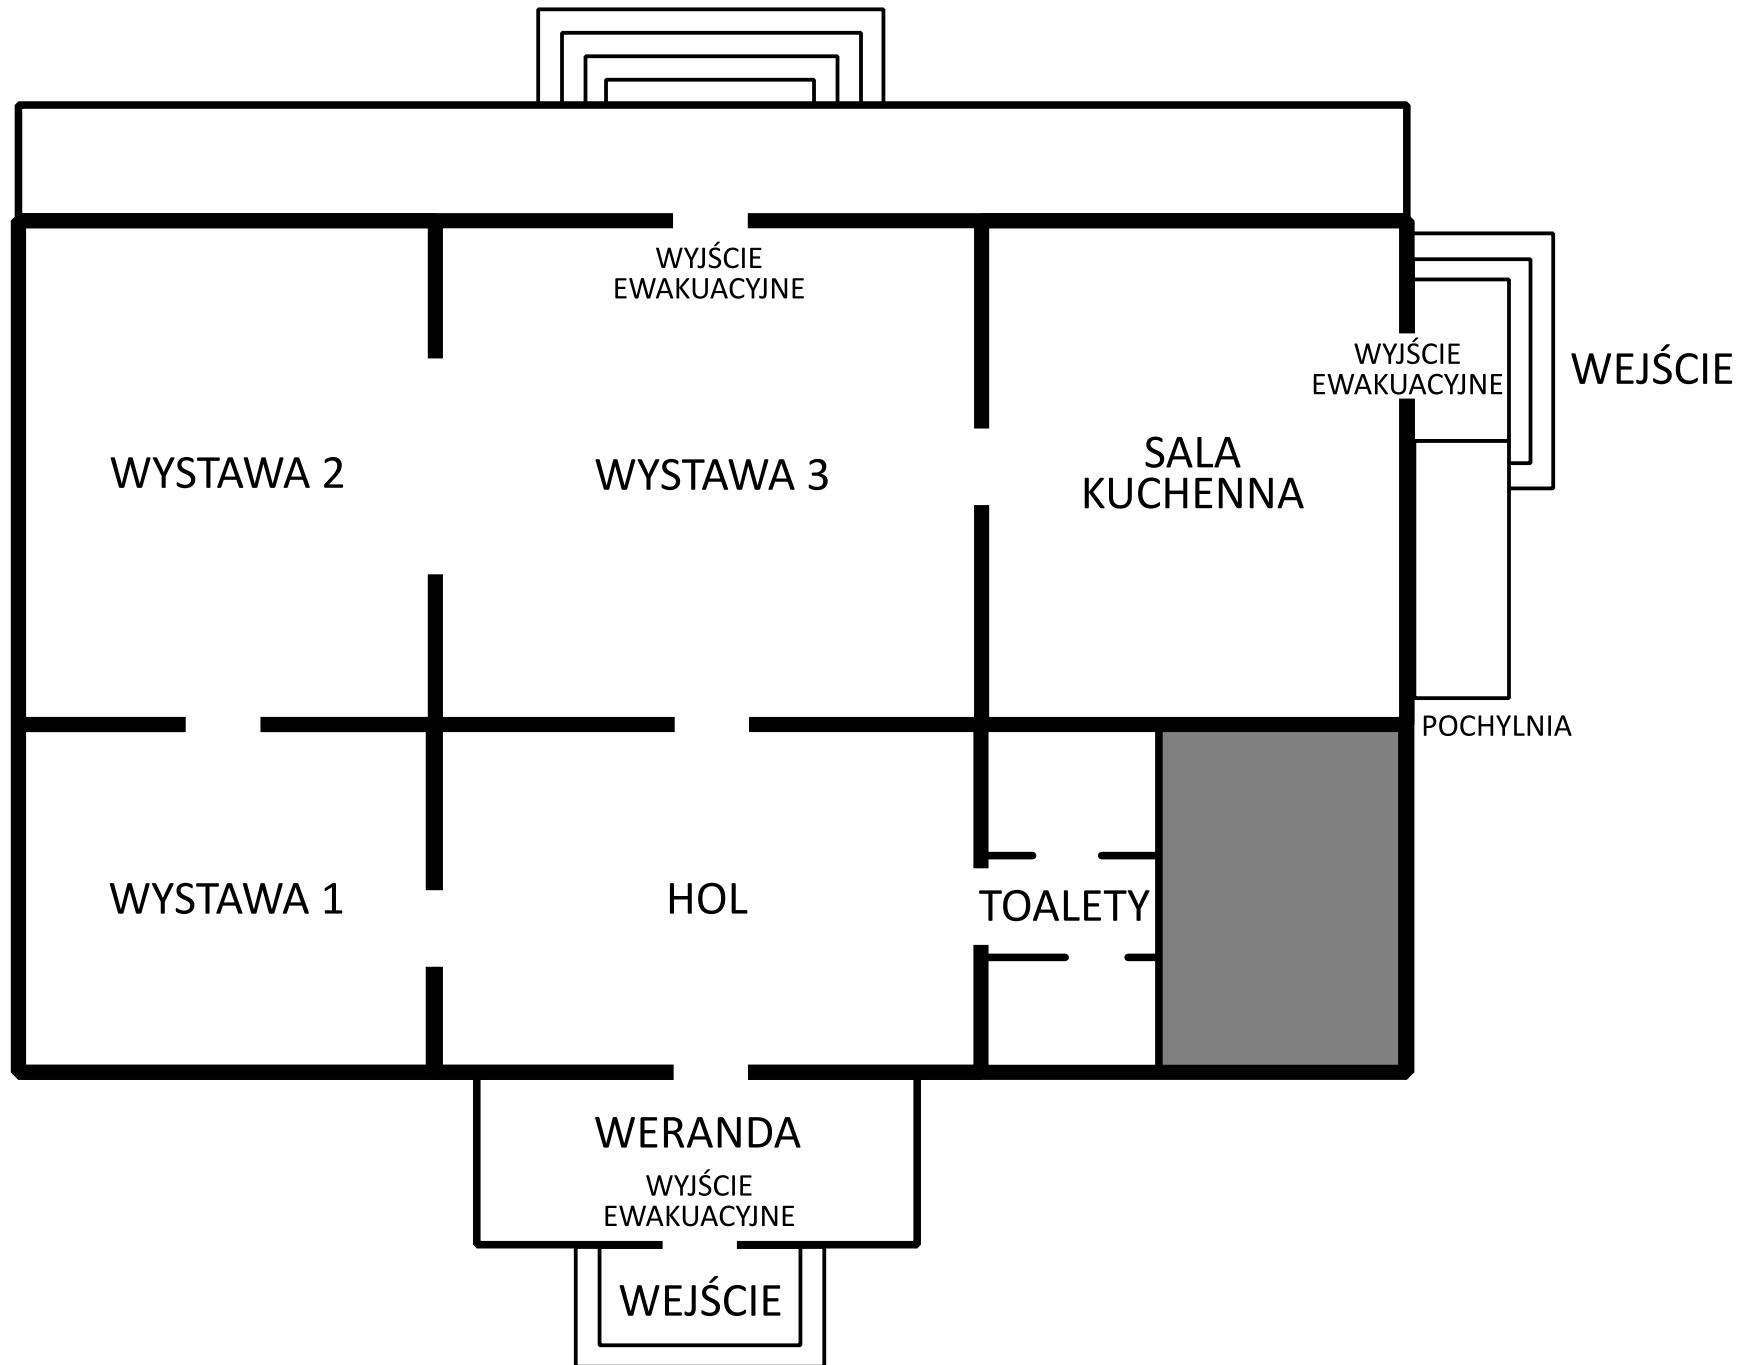 WYJŚCIE
EWAKUACYJNE
WYJŚCIE
EWAKUACYJNE
WEJŚCIE
WYSTAWA 2
WYSTAWA 3
SALA
KUCHENNA
POCHYLNIA
WYSTAWA 1
HOL
TOALETY
WERANDA
WYJŚCIE
EWAKUACYJNE
WEJŚCIE